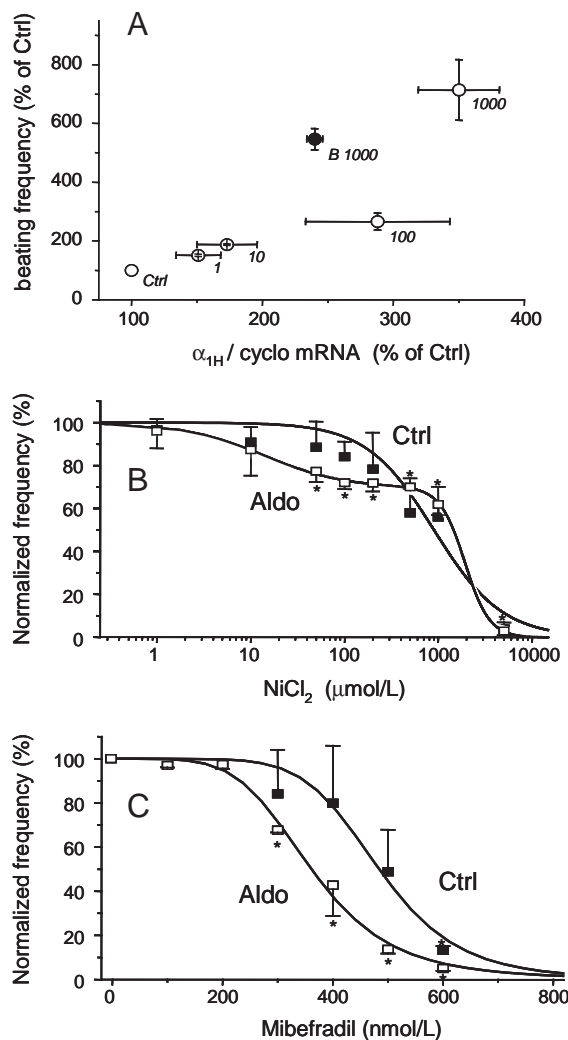 A
beating frequency (% of Ctrl)
800
600
400
200
0
1000
B 1000
100
10
1
Ctrl
100 200 300 400
α1H / cyclo mRNA (% of Ctrl)
B
Normalized frequency (%)
100
80
60
40
20
0
Ctrl
Aldo
* * * * * *
1 10 100 1000 10000
NiCl2 (μmol/L)
C
Normalized frequency (%)
100
80
60
40
20
0
Aldo
Ctrl
* * * * *
0 200 400 600 800
Mibefradil (nmol/L)